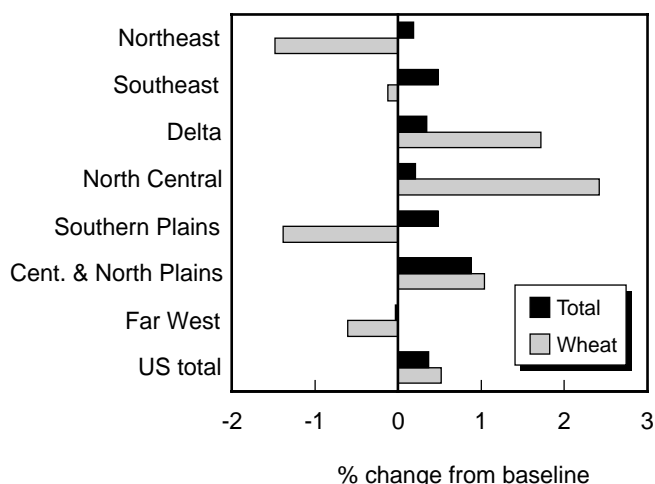 Northeast
Southeast
Delta
North Central
Southern Plains
Cent. & North Plains
Far West
US total
Total
Wheat
-2 -1 0 1 2 3
% change from baseline